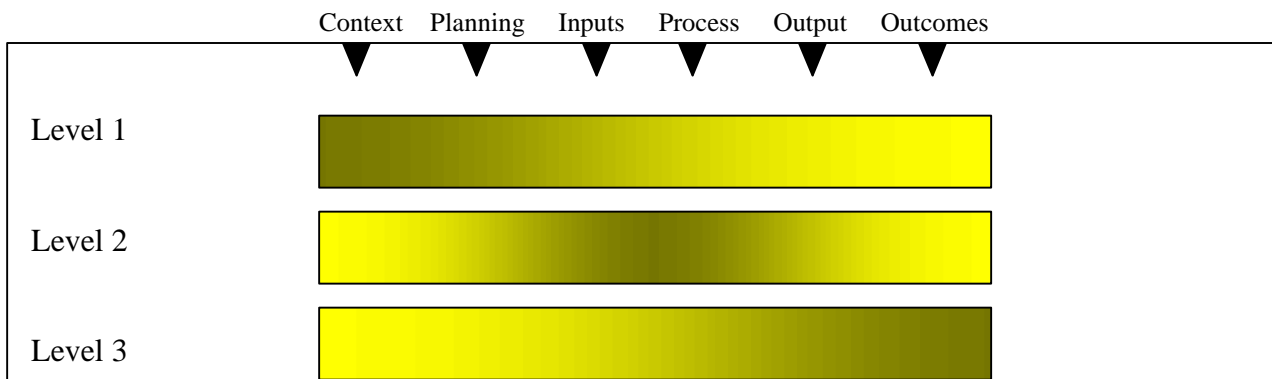 Context Planning Inputs Process Output Outcomes
Level 1
Level 2
Level 3